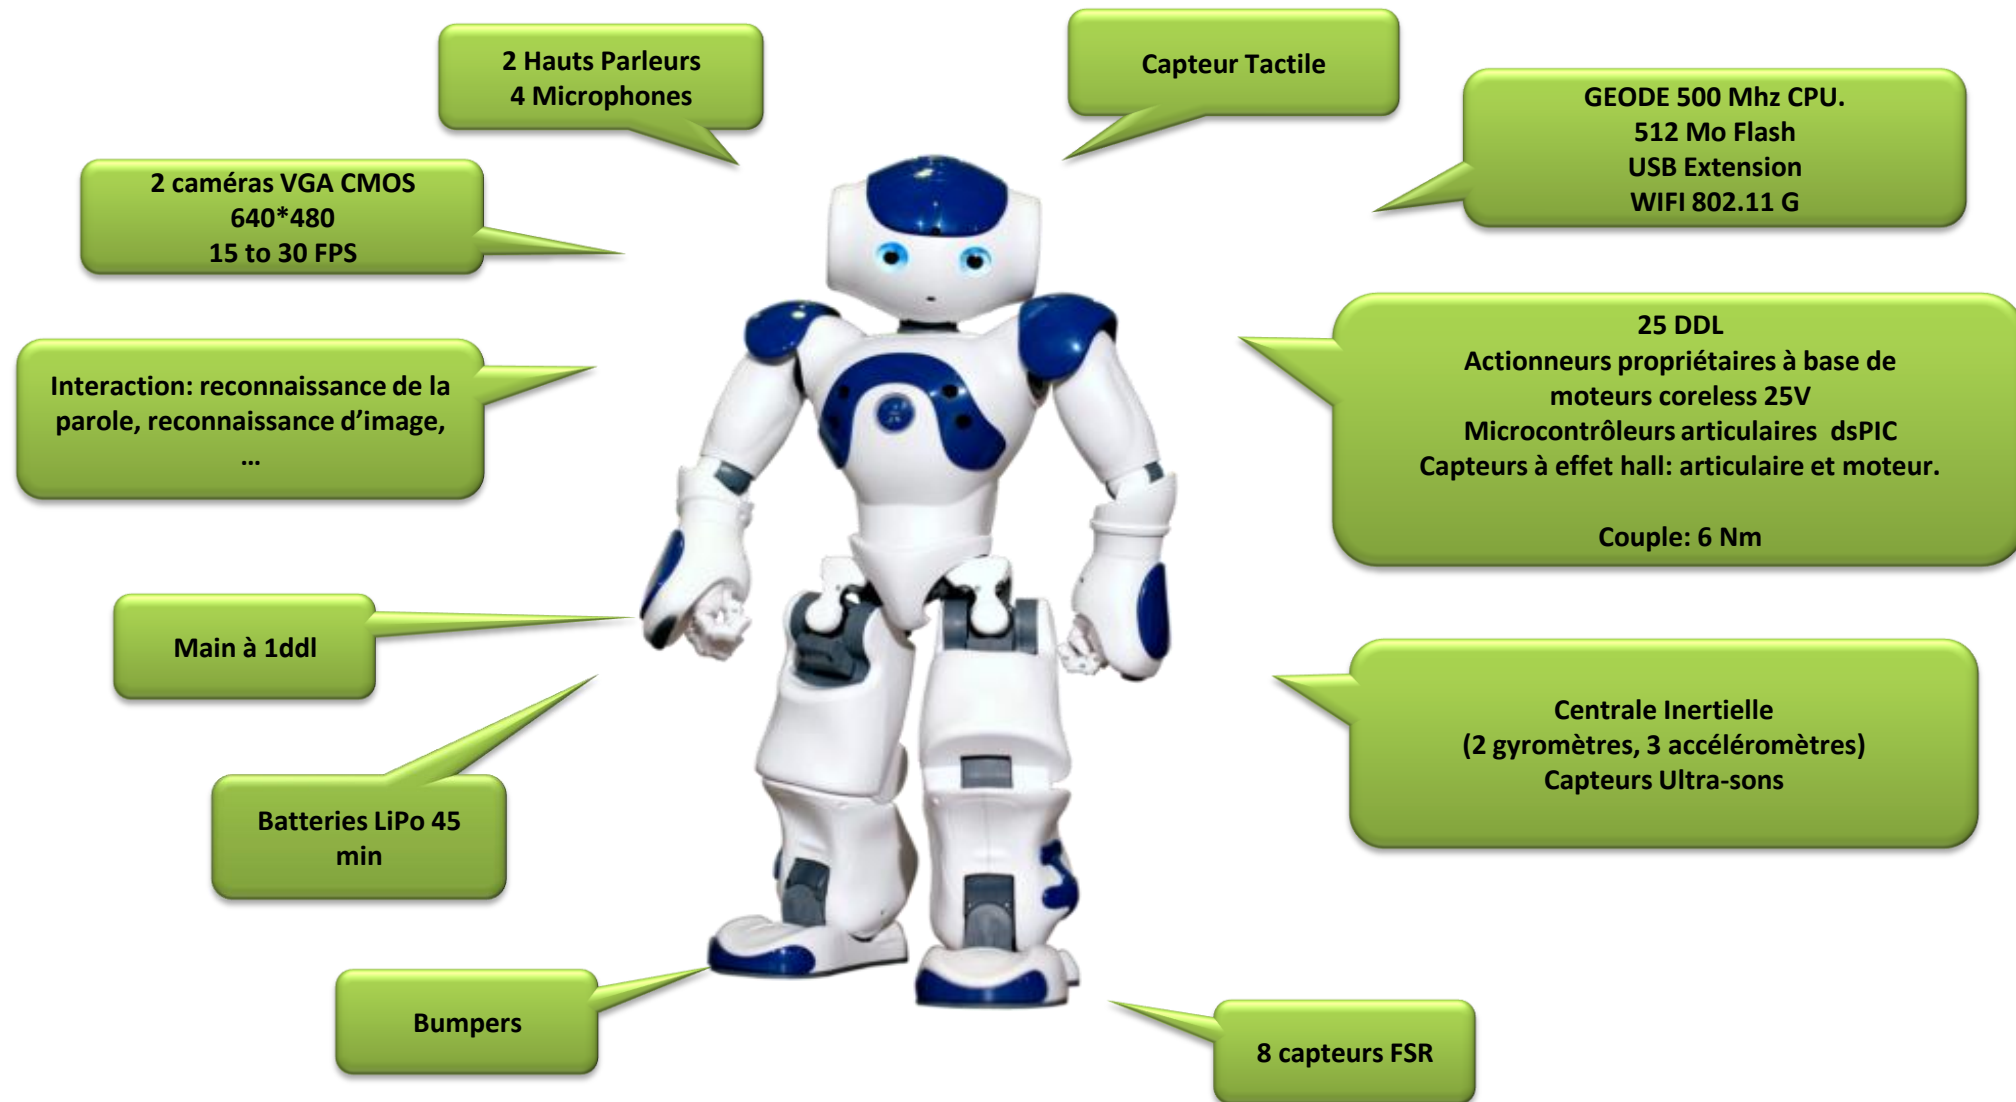 2 Hauts Parleurs
4 Microphones
Capteur Tactile
GEODE 500 Mhz CPU.
512 Mo Flash
USB Extension
WIFI 802.11 G
2 caméras VGA CMOS
640*480
15 to 30 FPS
25 DDL
Actionneurs propriétaires à base de
moteurs coreless 25V
Microcontrôleurs articulaires dsPIC
Capteurs à effet hall: articulaire et moteur.
Couple: 6 Nm
Interaction: reconnaissance de la
parole, reconnaissance d'image,
...
Main à 1ddl
Centrale Inertielle
(2 gyromètres, 3 accéléromètres)
Capteurs Ultra-sons
Batteries LiPo 45
min
Bumpers
8 capteurs FSR